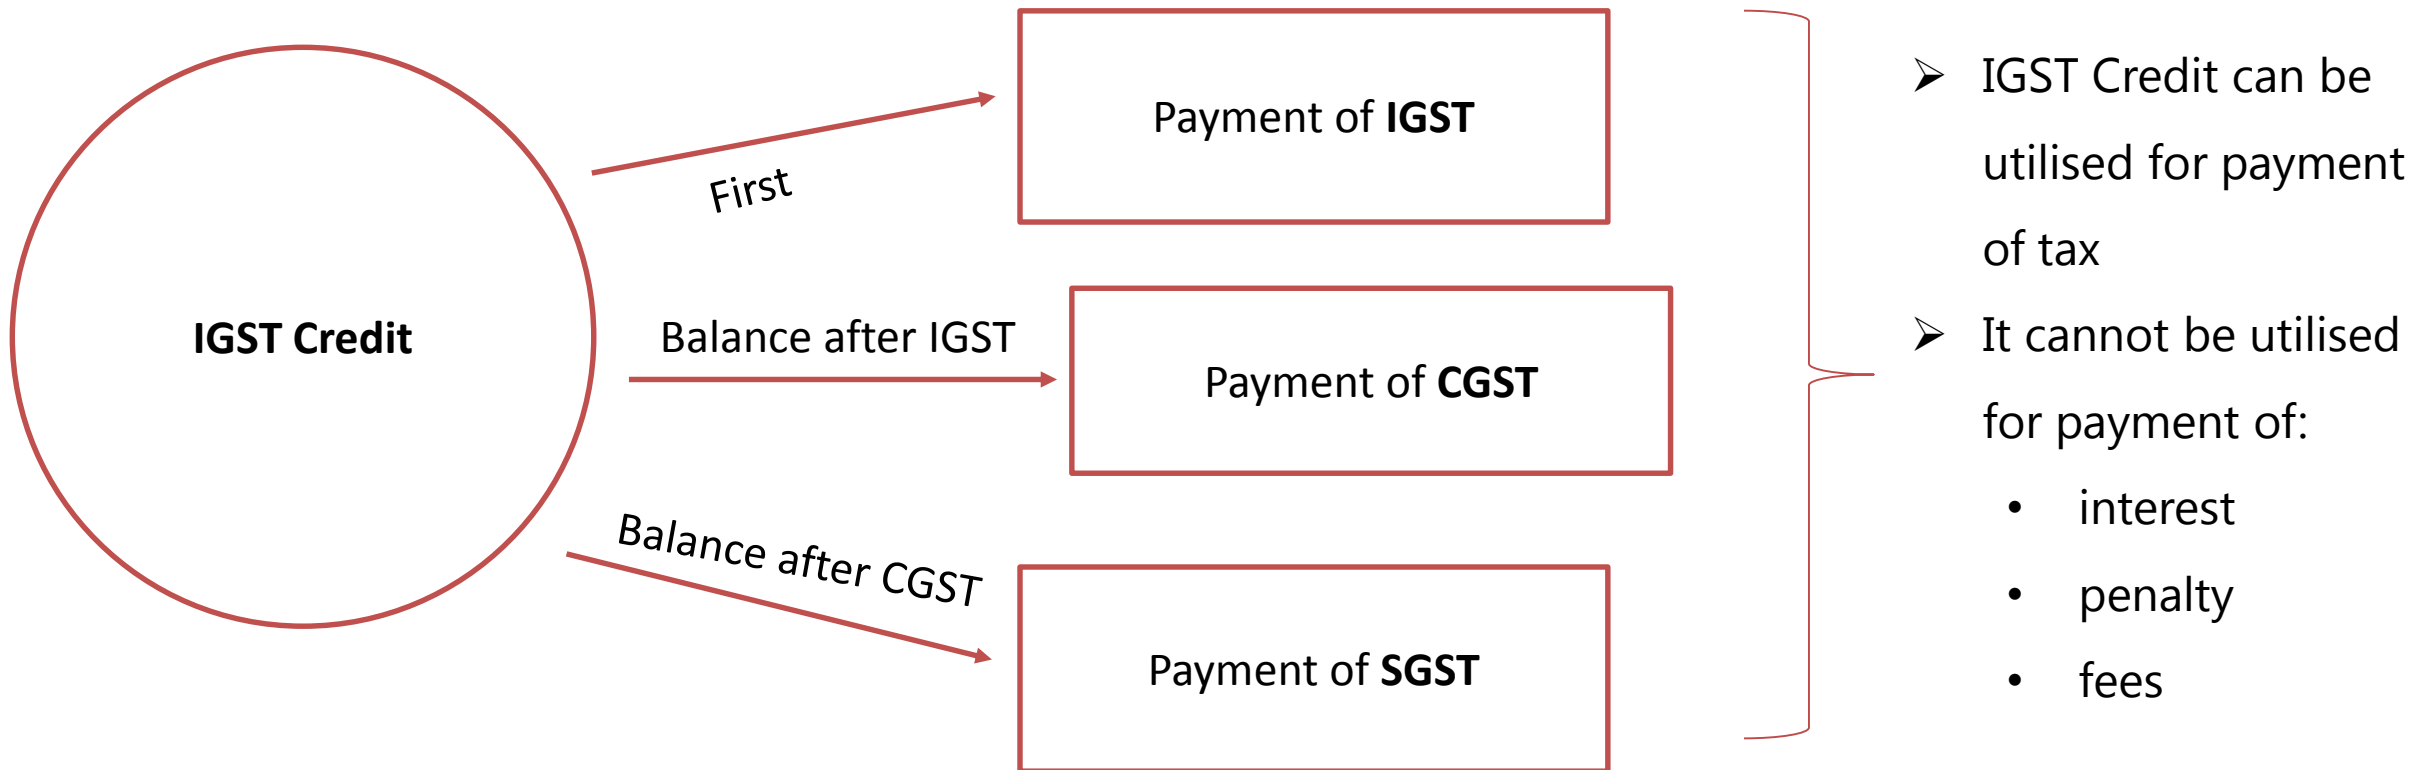 IGST Credit
First
Payment of IGST
Balance after IGST
Payment of CGST
Balance after CGST
Payment of SGST
➢ IGST Credit can be
utilised for payment
of tax
➢ It cannot be utilised
for payment of:
• interest
• penalty
• fees